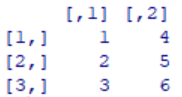 [,1] [,2]
[1,] 1 4
[2,] 2 5
[3,] 3 6